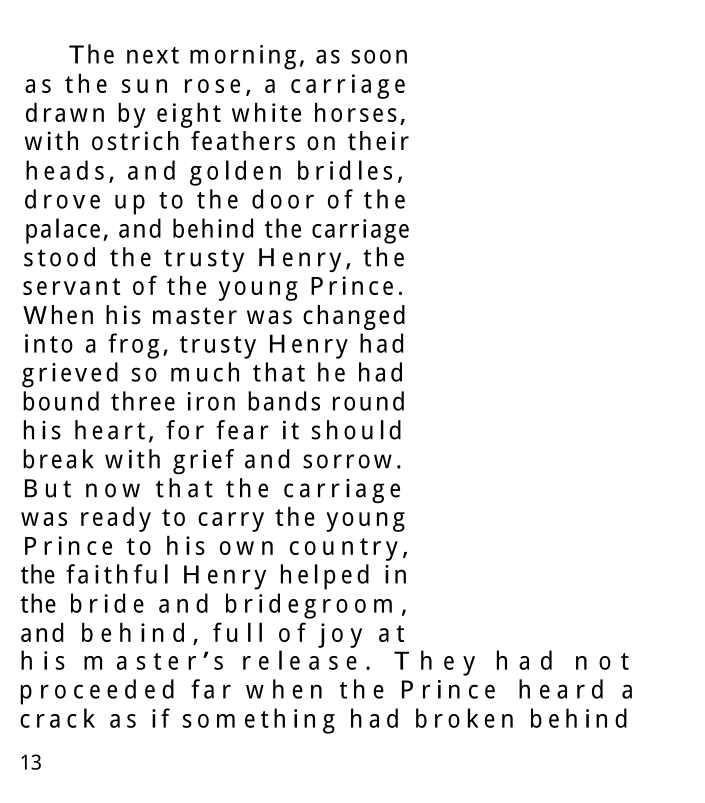 The next morning, as soon
as the sun rose, a carriage
drawn by eight white horses,
with ostrich feathers on their
heads, and golden bridles,
drove up to the door of the
palace, and behind the carriage
stood the trusty Henry, the
servant of the young Prince.
When his master was changed
into a frog, trusty Henry had
grieved so much that he had
bound three iron bands round
his heart, for fear it should
break with grief and sorrow.
But now that the carriage
was ready to carry the young
Prince to his own country,
the faithful Henry helped in
the bride and bridegroom,
and behind, full of joy at
his master’s release. They had not
proceeded far when the Prince heard a
crack as if something had broken behind
13